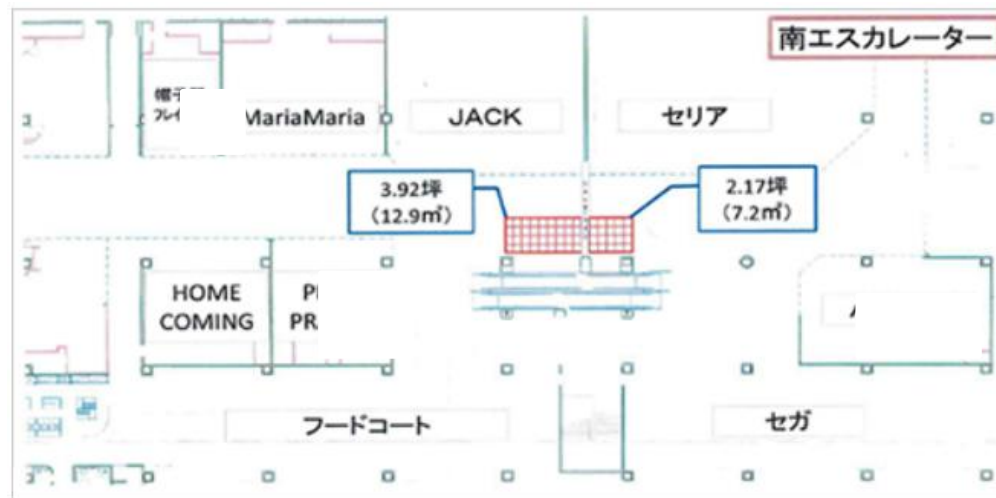 南エスカレーター
MariaMaria
JACK
セリア
3.92坪
（12.9㎡）
2.17坪
（7.2㎡）
HOME
COMING
フードコート
セガ